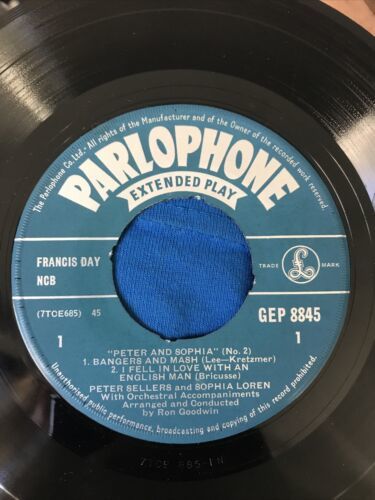 The Parlophone Co. Ltd. - All rights of the Manufacturer and of the Owner of the recorded work reserved.
PARLOPHONE
EXTENDED PLAY
FRANCIS DAY
NCB
TRADE £ MARK
(7TCE685) 45
GEP 8845
1
1
"PETER AND SOPHIA" (No. 2)
1. BANGERS AND MASH (Lee—Kretzmer)
2. I FELL IN LOVE WITH AN
ENGLISH MAN (Bricusse)
PETER SELLERS and SOPHIA LOREN
With Orchestral Accompaniments
Arranged and Conducted
by
Ron Goodwin
Unauthorised public performance, broadcasting and copying of this record prohibited
7TCE 685-1N